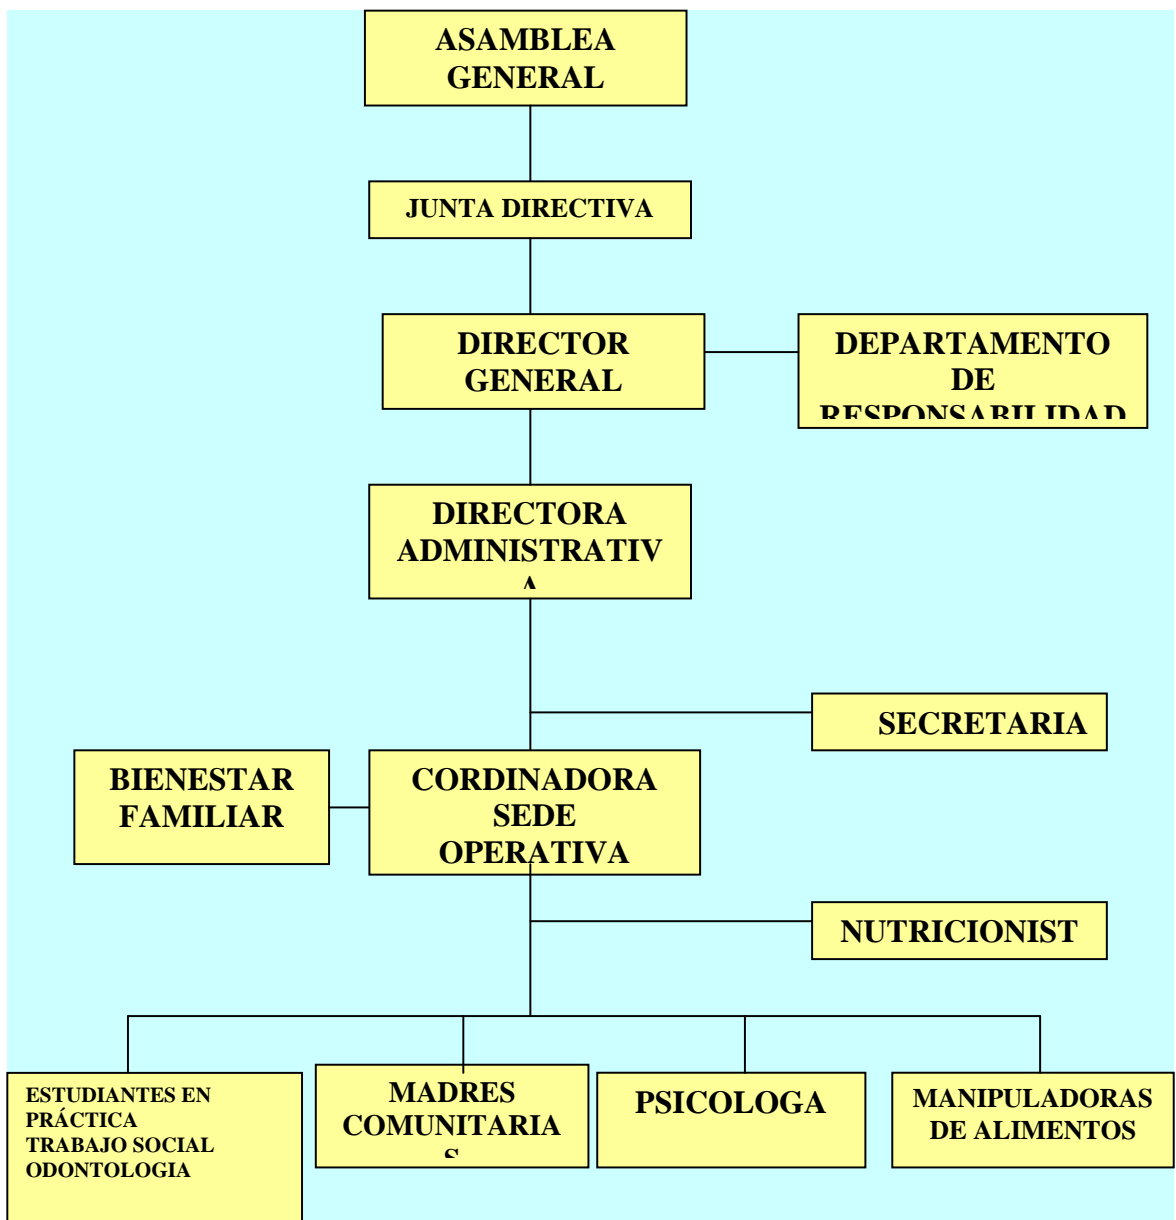 ASAMBLEA
GENERAL
JUNTA DIRECTIVA
DIRECTOR
GENERAL
DEPARTAMENTO
DE
RESPONSABILIDAD
DIRECTORA
ADMINISTRATIV
A
SECRETARIA
BIENESTAR
FAMILIAR
CORDINADORA
SEDE
OPERATIVA
NUTRICIONIST
ESTUDIANTES EN
PRÁCTICA
TRABAJO SOCIAL
ODONTOLOGIA
MADRES
COMUNITARIA
S
PSICOLOGA
MANIPULADORAS
DE ALIMENTOS